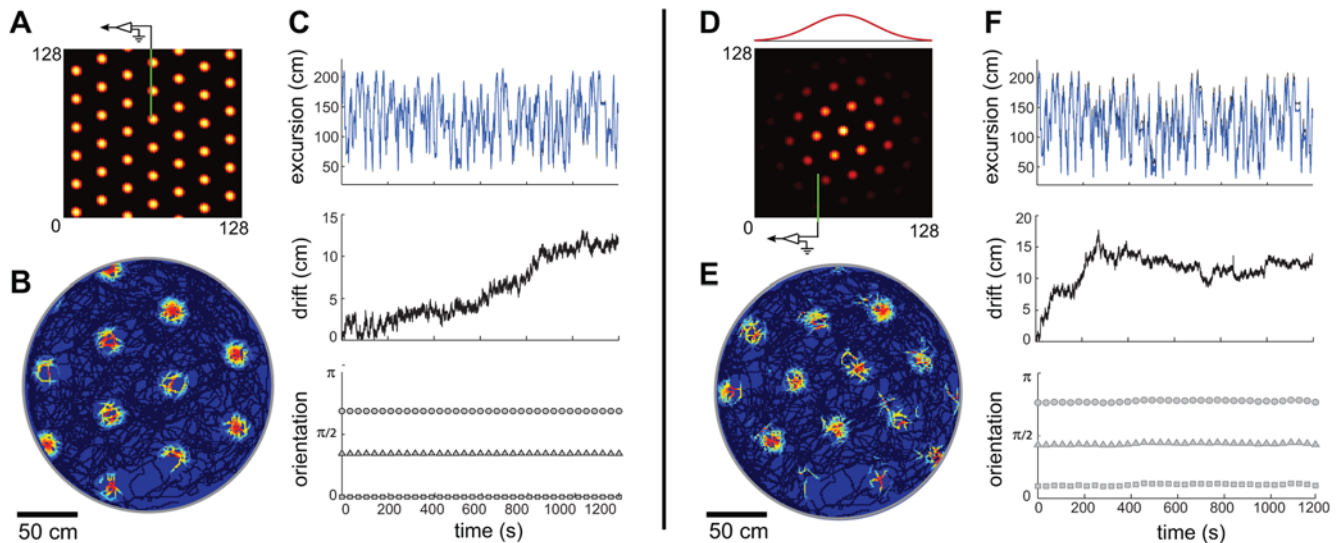 A
128
0
128
B
50 cm
C
excursion (cm)
200
150
100
50
drift (cm)
15
10
5
0
orientation
π
π/2
0
0
200
400
600
800
1000
1200
time (s)
D
128
0
128
E
50 cm
F
excursion (cm)
200
150
100
50
drift (cm)
20
15
10
5
0
orientation
π
π/2
0
0
200
400
600
800
1000
1200
time (s)